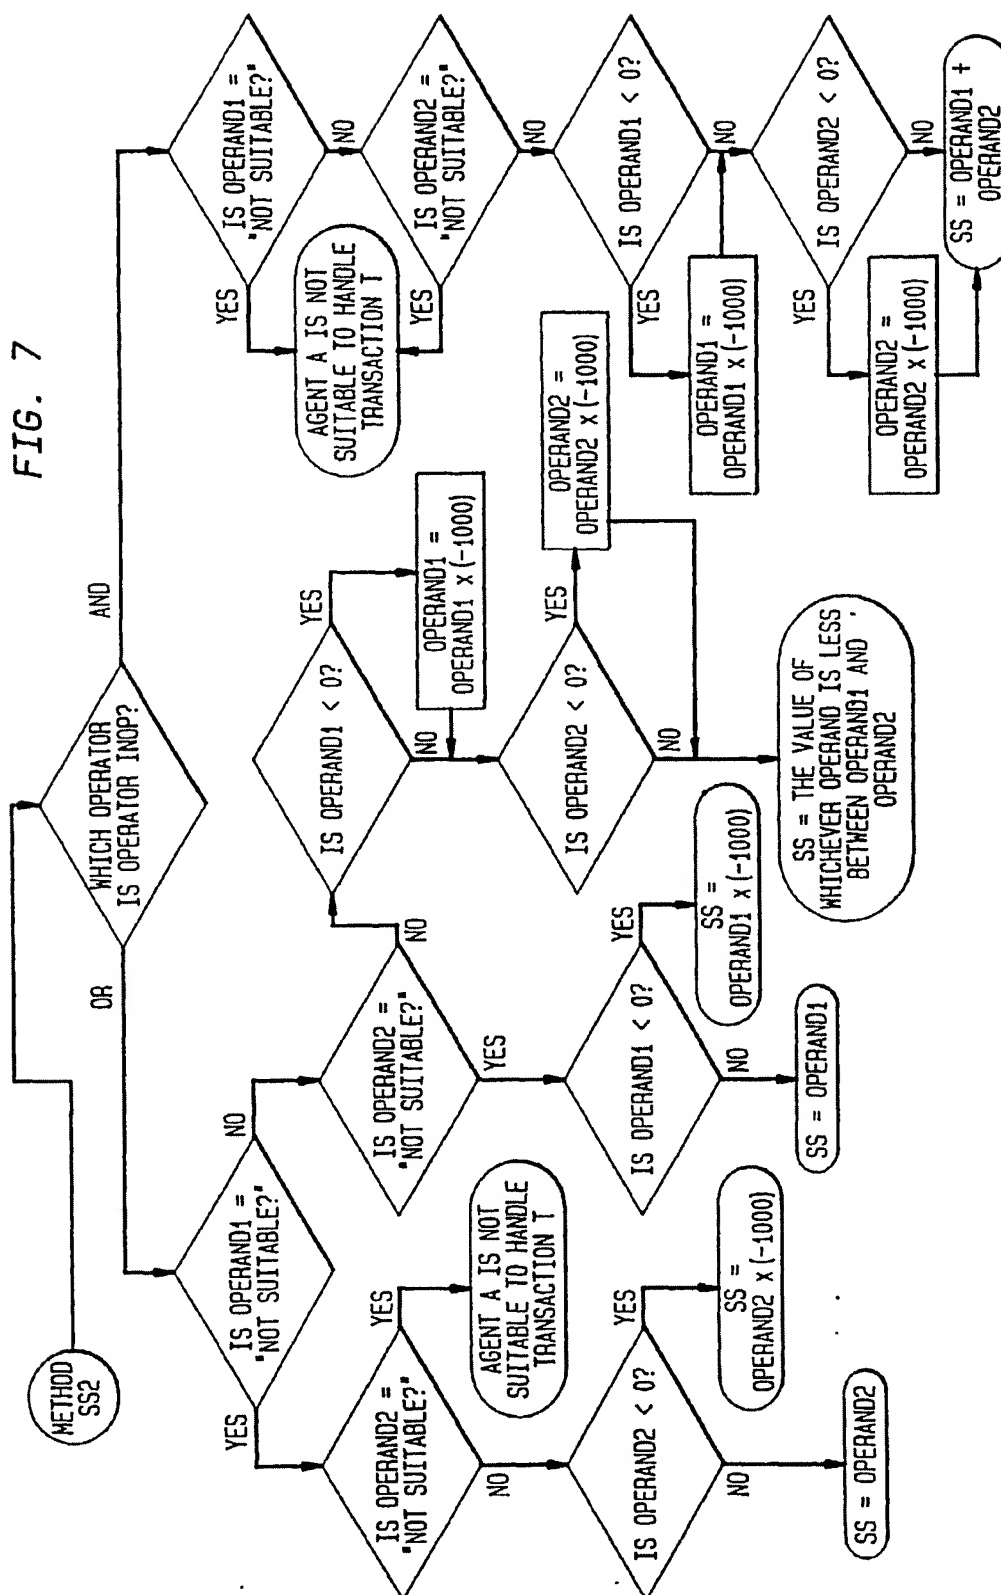 FIG. 7
METHOD
SS2
WHICH OPERATOR
IS OPERATOR INOP?
OR
AND
IS OPERAND1 =
"NOT SUITABLE?"
YES
NO
IS OPERAND2 =
"NOT SUITABLE?"
YES
NO
AGENT A IS NOT
SUITABLE TO HANDLE
TRANSACTION T
IS OPERAND2 < 0?
YES
NO
SS =
OPERAND2 x (-1000)
SS = OPERAND2
IS OPERAND2 =
"NOT SUITABLE?"
NO
YES
IS OPERAND1 < 0?
YES
NO
SS =
OPERAND1 x (-1000)
SS = OPERAND1
IS OPERAND1 < 0?
YES
NO
OPERAND1 =
OPERAND1 x (-1000)
IS OPERAND2 < 0?
YES
NO
OPERAND2 =
OPERAND2 x (-1000)
SS = THE VALUE OF
WHICHEVER OPERAND IS LESS
BETWEEN OPERAND1 AND
OPERAND2
IS OPERAND1 =
"NOT SUITABLE?"
YES
NO
AGENT A IS NOT
SUITABLE TO HANDLE
TRANSACTION T
IS OPERAND2 =
"NOT SUITABLE?"
YES
NO
IS OPERAND1 < 0?
YES
NO
OPERAND1 =
OPERAND1 x (-1000)
IS OPERAND2 < 0?
YES
NO
OPERAND2 =
OPERAND2 x (-1000)
SS = OPERAND1 +
OPERAND2